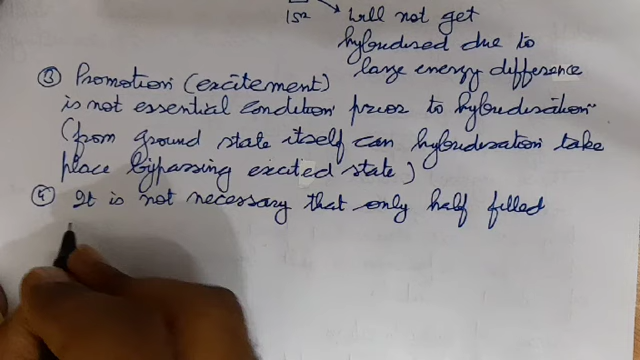 1s² → will not get
hybridised due to
large energy difference
③ Promotion (excitement)
is not essential condition prior to hybridisation
(from ground state itself can hybridisation take
place bypassing excited state)
④ It is not necessary that only half filled